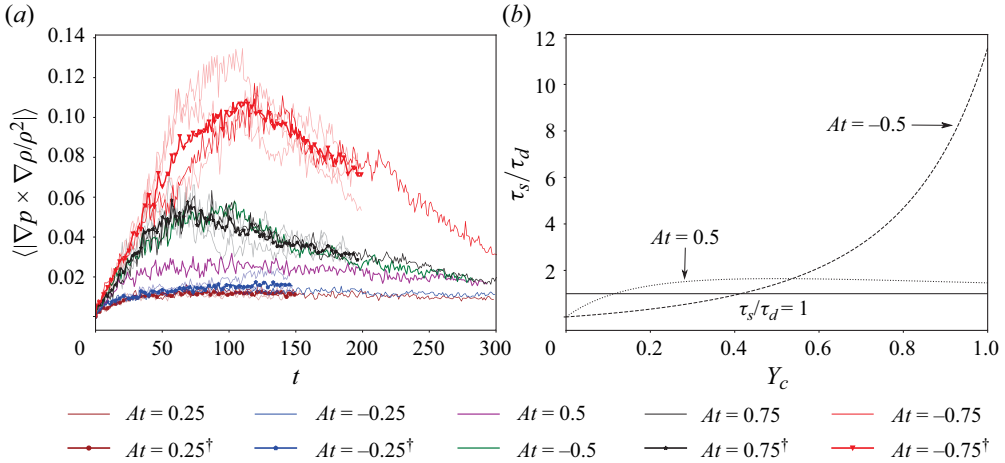 (a)
(b)
⟨|∇p × ∇ρ/ρ²|⟩
0.14
0.12
0.10
0.08
0.06
0.04
0.02
0
50
100
150
200
250
300
t
τs/τd
12
10
8
6
4
2
At = –0.5
At = 0.5
τs/τd = 1
0
0.2
0.4
0.6
0.8
1.0
Yc
At = 0.25
At = –0.25
At = 0.5
At = 0.75
At = –0.75
At = 0.25†
At = –0.25†
At = –0.5
At = 0.75†
At = –0.75†